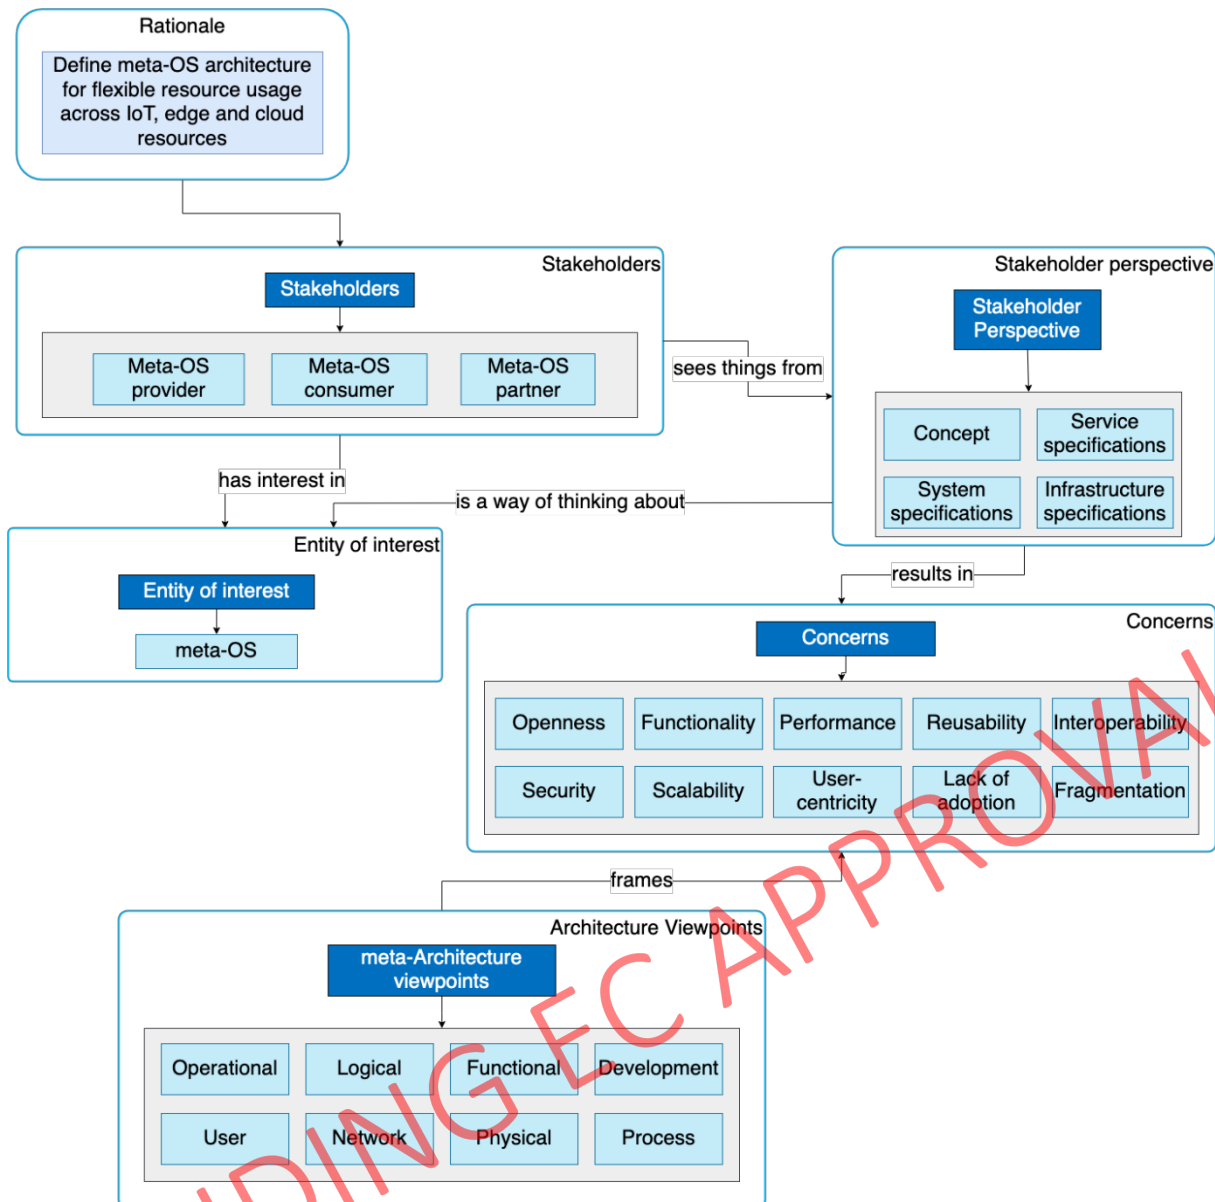 Rationale
Define meta-OS architecture
for flexible resource usage
across IoT, edge and cloud
resources
Stakeholders
Stakeholders
Meta-OS
provider
Meta-OS
consumer
Meta-OS
partner
sees things from
Stakeholder perspective
Stakeholder
Perspective
Concept
Service
specifications
System
specifications
Infrastructure
specifications
has interest in
is a way of thinking about
Entity of interest
Entity of interest
meta-OS
results in
Concerns
Concerns
Openness
Functionality
Performance
Reusability
Interoperability
Security
Scalability
User-
centricity
Lack of
adoption
Fragmentation
frames
Architecture Viewpoints
meta-Architecture
viewpoints
Operational
Logical
Functional
Development
User
Network
Physical
Process
EC APPROVAL